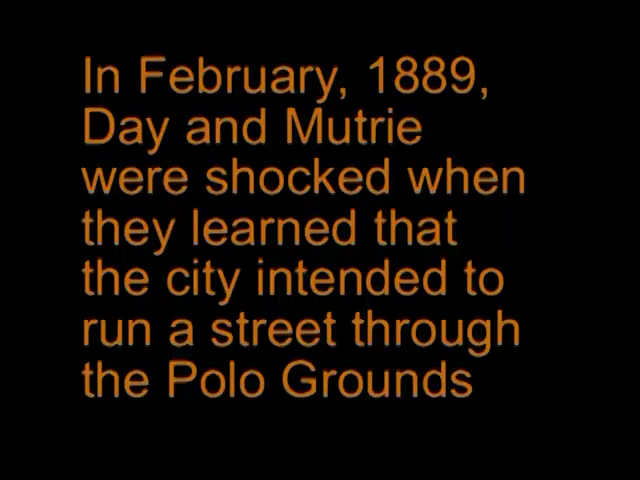 In February, 1889,
Day and Mutrie
were shocked when
they learned that
the city intended to
run a street through
the Polo Grounds